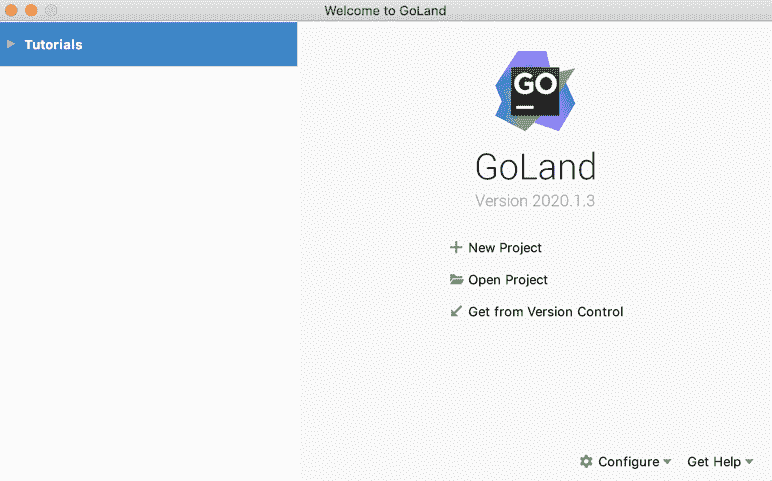 Welcome to GoLand
Tutorials
GO
GoLand
Version 2020.1.3
New Project
Open Project
Get from Version Control
Configure Get Help